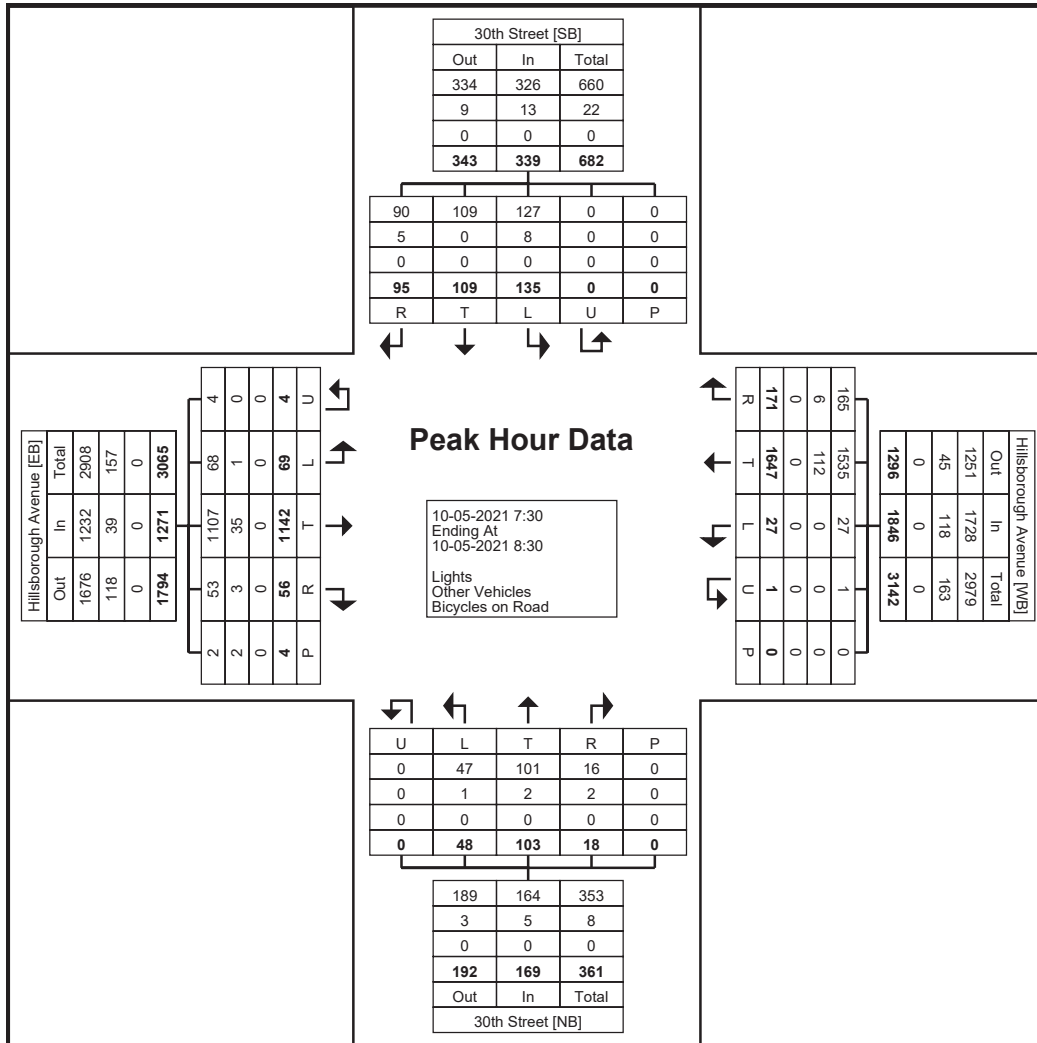 30th Street [SB]
Out In Total
334 326 660
9 13 22
0 0 0
343 339 682
90 109 127 0 0
5 0 8 0 0
0 0 0 0 0
95 109 135 0 0
R T L U P
Hillsborough Avenue [EB]
Total In Out
2908 1232 1676
157 39 118
0 0 0
3065 1271 1794
4 68 1107 53 2
0 1 35 3 2
0 0 0 0 0
4 69 1142 56 4
U L T R P
Peak Hour Data
10-05-2021 7:30
Ending At
10-05-2021 8:30
Lights
Other Vehicles
Bicycles on Road
R T L U P
171 1647 27 1 0
0 0 0 0 0
6 112 0 0 0
165 1535 27 1 0
Hillsborough Avenue [WB]
Out In Total
1251 1728 2979
45 118 163
0 0 0
1296 1846 3142
U L T R P
0 47 101 16 0
0 1 2 2 0
0 0 0 0 0
0 48 103 18 0
189 164 353
3 5 8
0 0 0
192 169 361
Out In Total
30th Street [NB]